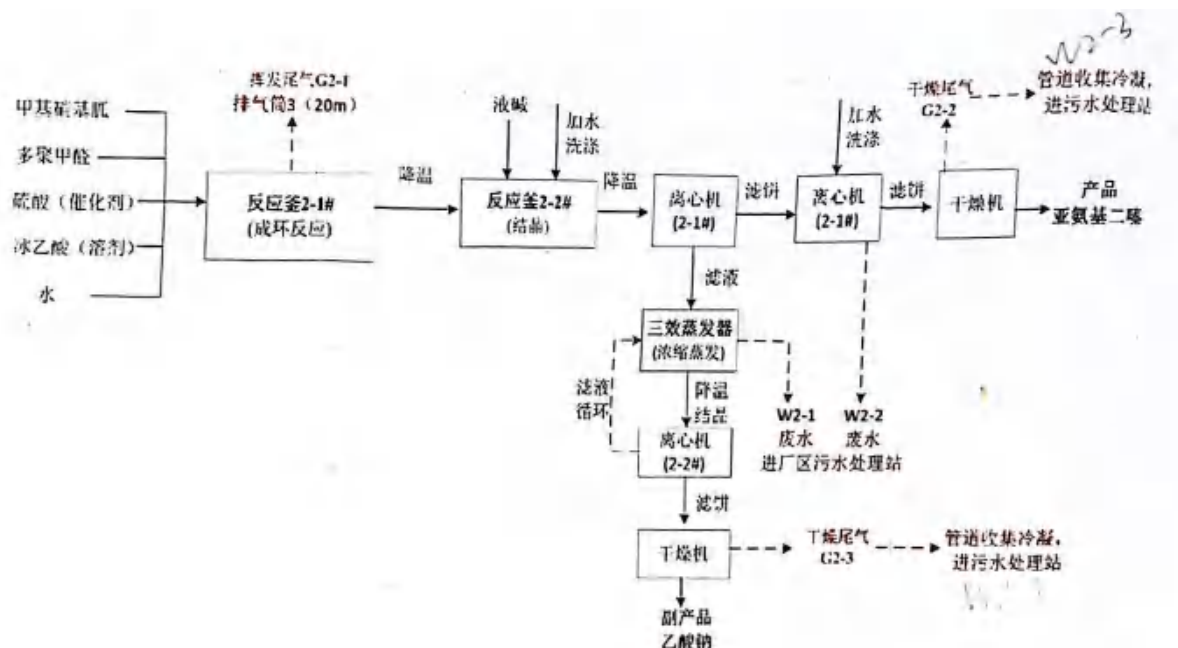 W2-3
挥发尾气G2-1
排气筒3（20m）
干燥尾气
G2-2
管道收集冷凝，
进污水处理站
甲基硝基胍
多聚甲醛
硫酸（催化剂）
冰乙酸（溶剂）
水
反应釜2-1#
(成环反应)
降温
液碱
加水
洗涤
反应釜2-2#
(结晶)
降温
离心机
(2-1#)
滤饼
加水
洗涤
离心机
(2-1#)
滤饼
干燥机
产品
亚氨基二嗪
滤液
三效蒸发器
(浓缩蒸发)
滤液
循环
降温
结晶
离心机
(2-2#)
W2-1
废水
W2-2
废水
进厂区污水处理站
滤饼
干燥机
干燥尾气
G2-3
管道收集冷凝，
进污水处理站
副产品
乙酸钠